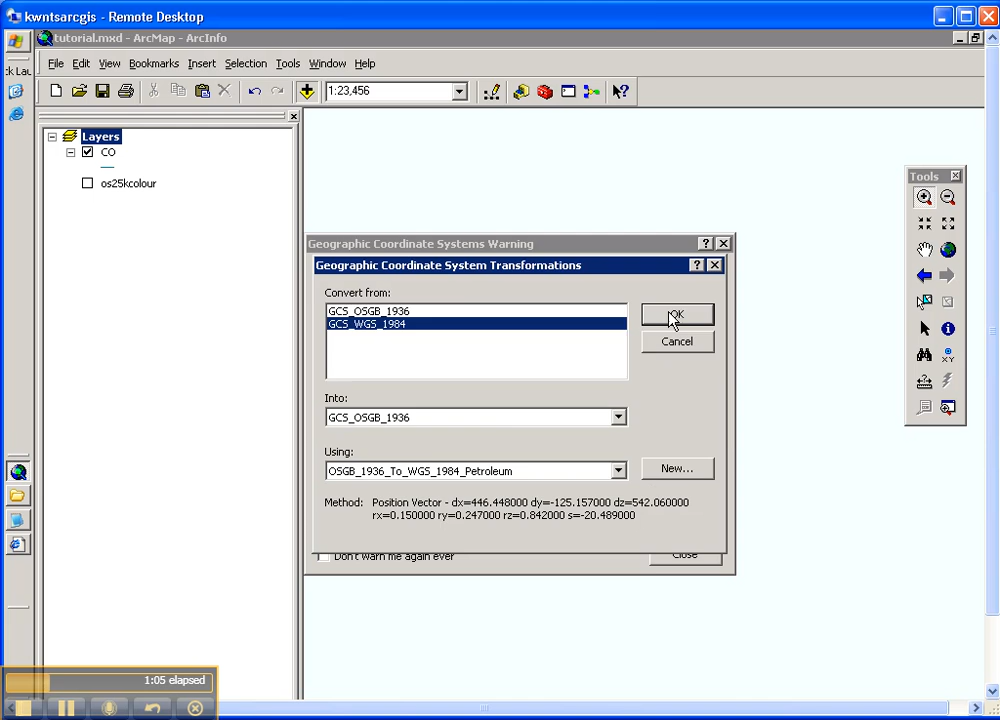 kwntsarcgis - Remote Desktop
tutorial.mxd - ArcMap - ArcInfo
File Edit View Bookmarks Insert Selection Tools Window Help
1:23,456
Layers
CO
os25kcolour
Tools
Geographic Coordinate Systems Warning
Geographic Coordinate System Transformations
Convert from:
GCS_OSGB_1936
GCS_WGS_1984
OK
Cancel
Into:
GCS_OSGB_1936
Using:
OSGB_1936_To_WGS_1984_Petroleum
New...
Method: Position Vector - dx=446.448000 dy=-125.157000 dz=542.060000
rx=0.150000 ry=0.247000 rz=0.842000 s=-20.489000
Don't warn me again ever
Close
1:05 elapsed